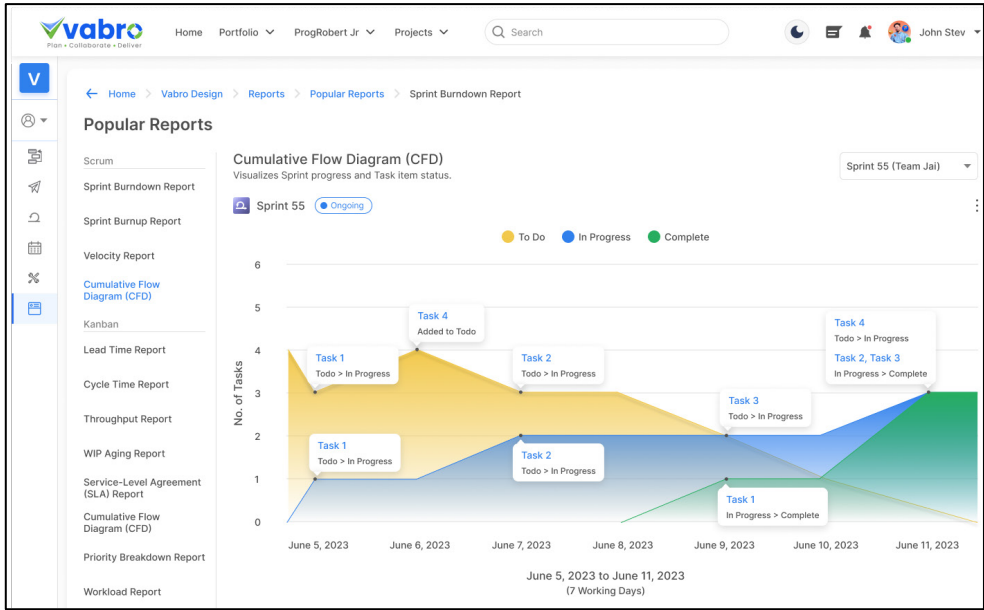 vabro
Plan • Collaborate • Deliver
Home
Portfolio
ProgRobert Jr
Projects
Search
John Stev
V
Home > Vabro Design > Reports > Popular Reports > Sprint Burndown Report
Popular Reports
Scrum
Sprint Burndown Report
Sprint Burnup Report
Velocity Report
Cumulative Flow
Diagram (CFD)
Kanban
Lead Time Report
Cycle Time Report
Throughput Report
WIP Aging Report
Service-Level Agreement
(SLA) Report
Cumulative Flow
Diagram (CFD)
Priority Breakdown Report
Workload Report
Cumulative Flow Diagram (CFD)
Visualizes Sprint progress and Task item status.
Sprint 55 (Team Jai)
Sprint 55
Ongoing
To Do
In Progress
Complete
No. of Tasks
6
5
4
3
2
1
0
Task 1
Todo > In Progress
Task 4
Added to Todo
Task 2
Todo > In Progress
Task 3
Todo > In Progress
Task 4
Todo > In Progress
Task 2, Task 3
In Progress > Complete
Task 1
Todo > In Progress
Task 2
Todo > In Progress
Task 1
In Progress > Complete
June 5, 2023
June 6, 2023
June 7, 2023
June 8, 2023
June 9, 2023
June 10, 2023
June 11, 2023
June 5, 2023 to June 11, 2023
(7 Working Days)